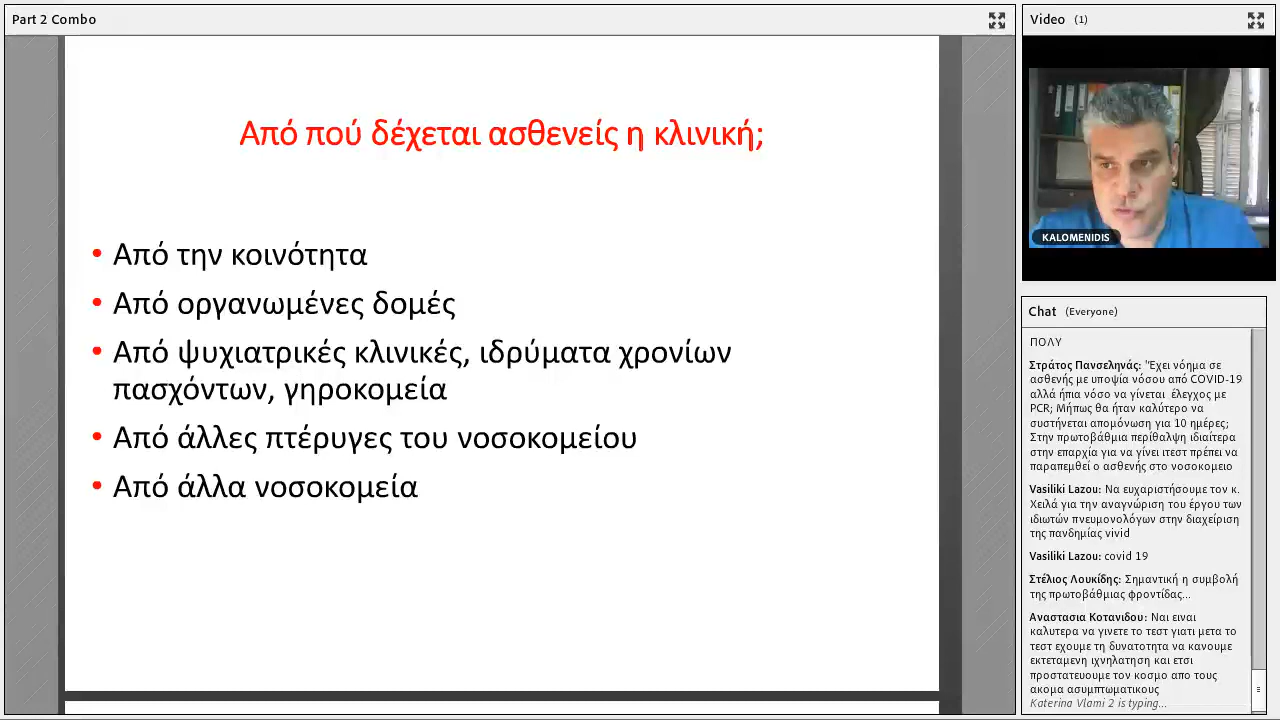 Part 2 Combo
Από πού δέχεται ασθενείς η κλινική;
• Από την κοινότητα
• Από οργανωμένες δομές
• Από ψυχιατρικές κλινικές, ιδρύματα χρονίων
πασχόντων, γηροκομεία
• Από άλλες πτέρυγες του νοσοκομείου
• Από άλλα νοσοκομεία
Video (1)
KALOMENIDIS
Chat (Everyone)
ΠΟΛΥ
Στράτος Πανσεληνάς: "Έχει νόημα σε
ασθενής με υποψία νόσου από COVID-19
αλλά ήπια νόσο να γίνεται έλεγχος με
PCR; Μήπως θα ήταν καλύτερο να
συστήνεται απομόνωση για 10 ημέρες;
Στην πρωτοβάθμια περίθαλψη ιδιαίτερα
στην επαρχία για να γίνει ιτεστ πρέπει να
παραπεμθεί ο ασθενής στο νοσοκομειο
Vasiliki Lazou: Να ευχαριστήσουμε τον κ.
Χειλά για την αναγνώριση του έργου των
ιδιωτών πνευμονολόγων στην διαχείριση
της πανδημίας vivid
Vasiliki Lazou: covid 19
Στέλιος Λουκίδης: Σημαντική η συμβολή
της πρωτοβάθμιας φροντίδας...
Αναστασια Κοτανιδου: Ναι ειναι
καλυτερα να γινετε το τεστ γιατι μετα το
τεστ εχουμε τη δυνατοτητα να κανουμε
εκτεταμενη ιχνηλατηση και ετσι
προστατευουμε τον κοσμο απο τους
ακομα ασυμπτωματικους
Katerina Vlami 2 is typing...